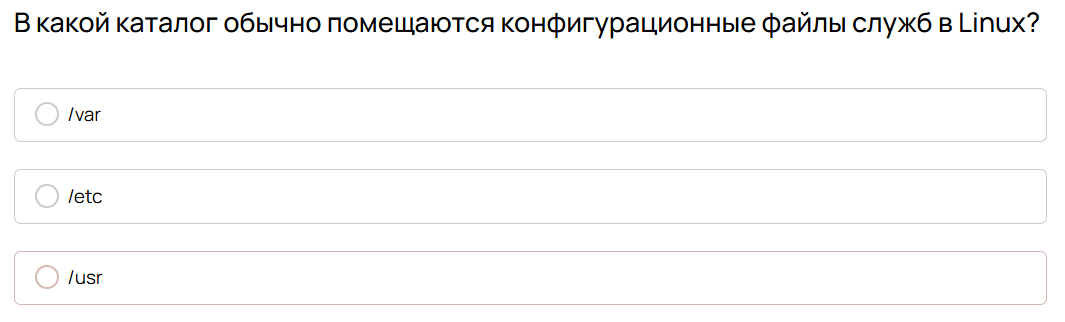 В какой каталог обычно помещаются конфигурационные файлы служб в Linux?
/var
/etc
/usr